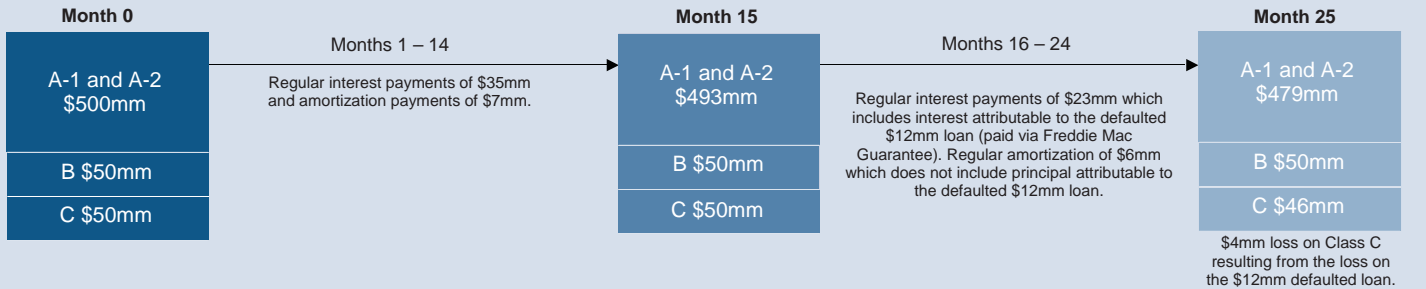 Month 0
A-1 and A-2
$500mm
B $50mm
C $50mm
Months 1 – 14
Regular interest payments of $35mm
and amortization payments of $7mm.
Month 15
A-1 and A-2
$493mm
B $50mm
C $50mm
Months 16 – 24
Regular interest payments of $23mm which
includes interest attributable to the defaulted
$12mm loan (paid via Freddie Mac
Guarantee). Regular amortization of $6mm
which does not include principal attributable to
the defaulted $12mm loan.
Month 25
A-1 and A-2
$479mm
B $50mm
C $46mm
$4mm loss on Class C
resulting from the loss on
the $12mm defaulted loan.